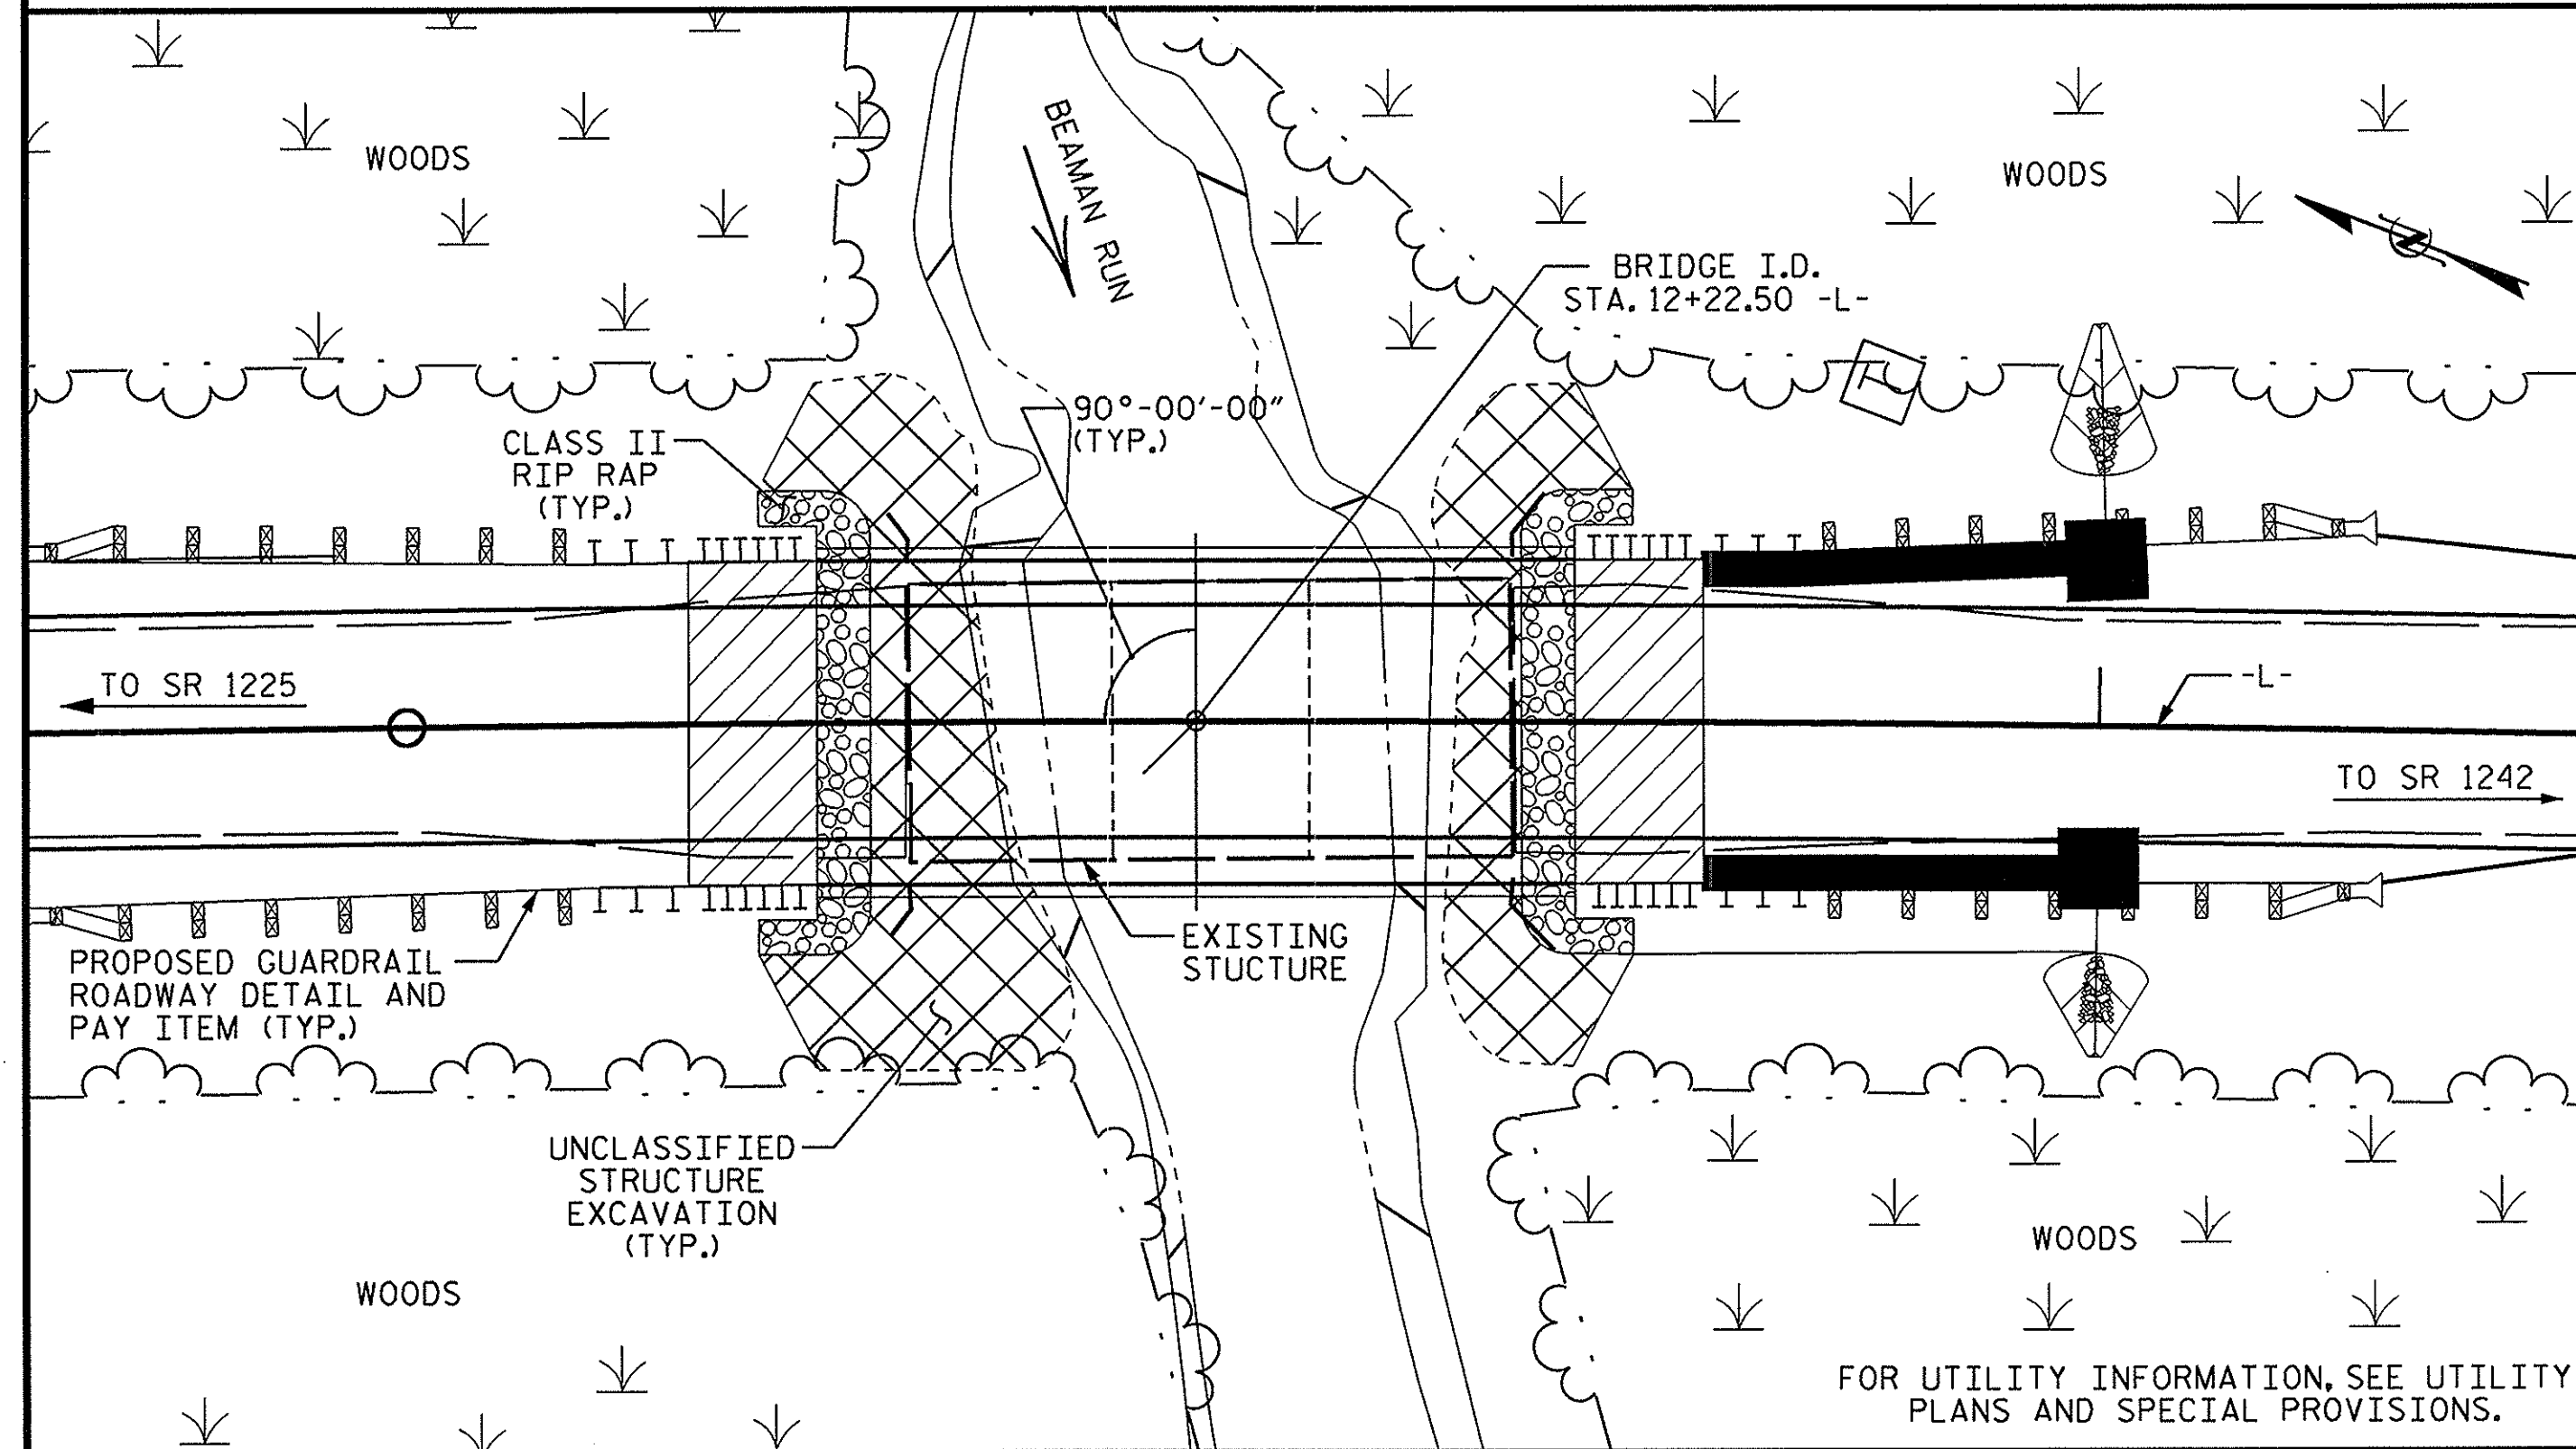 WOODS
WOODS
BEAMAN RUN
N
BRIDGE I.D.
STA. 12+22.50 -L-
T
90°-00'-00"
(TYP.)
CLASS II
RIP RAP
(TYP.)
TO SR 1225
-L-
TO SR 1242
EXISTING
STUCTURE
PROPOSED GUARDRAIL
ROADWAY DETAIL AND
PAY ITEM (TYP.)
UNCLASSIFIED
STRUCTURE
EXCAVATION
(TYP.)
WOODS
WOODS
FOR UTILITY INFORMATION, SEE UTILITY
PLANS AND SPECIAL PROVISIONS.